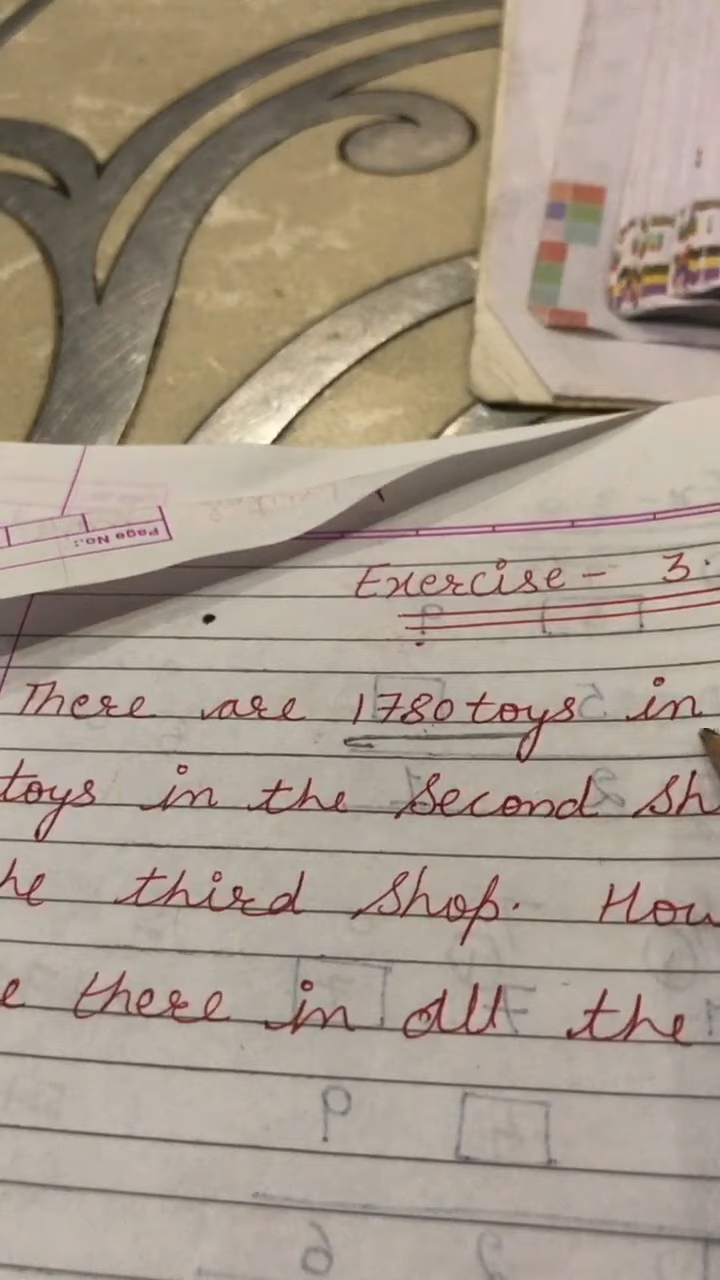 Page No.:
Exercise - 3.
There are 1780 toys in
toys in the second sh
he third shop. How
e there in all the